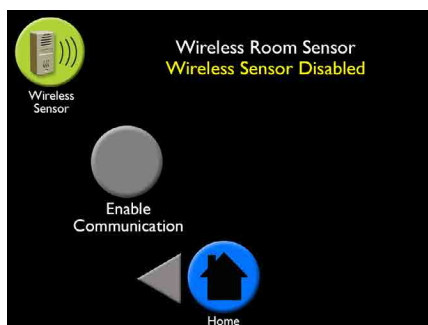 Wireless Room Sensor
Wireless Sensor Disabled
Wireless
Sensor
Enable
Communication
Home